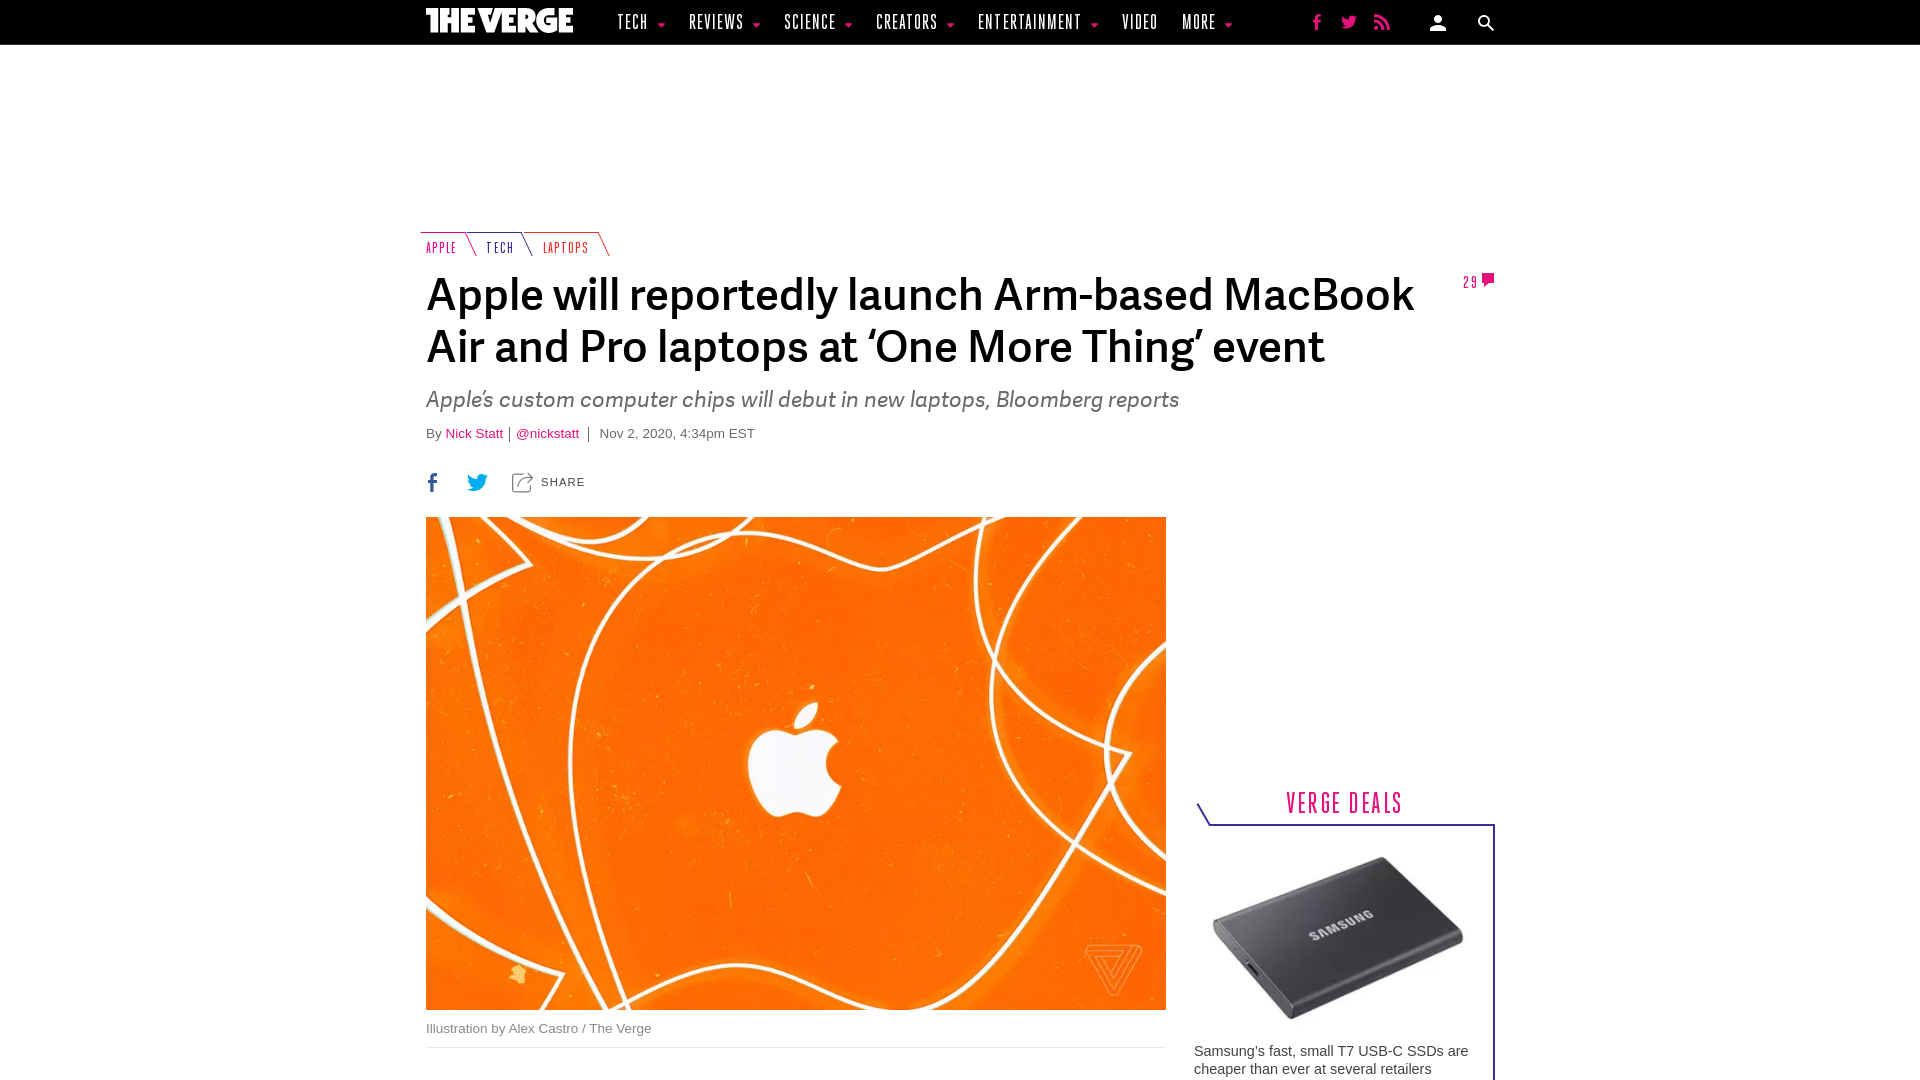 THE VERGE
TECH REVIEWS SCIENCE CREATORS ENTERTAINMENT VIDEO MORE
APPLE TECH LAPTOPS
Apple will reportedly launch Arm-based MacBook
Air and Pro laptops at ‘One More Thing’ event
29
Apple’s custom computer chips will debut in new laptops, Bloomberg reports
By Nick Statt @nickstatt Nov 2, 2020, 4:34pm EST
SHARE
Illustration by Alex Castro / The Verge
VERGE DEALS
SAMSUNG
Samsung’s fast, small T7 USB-C SSDs are
cheaper than ever at several retailers